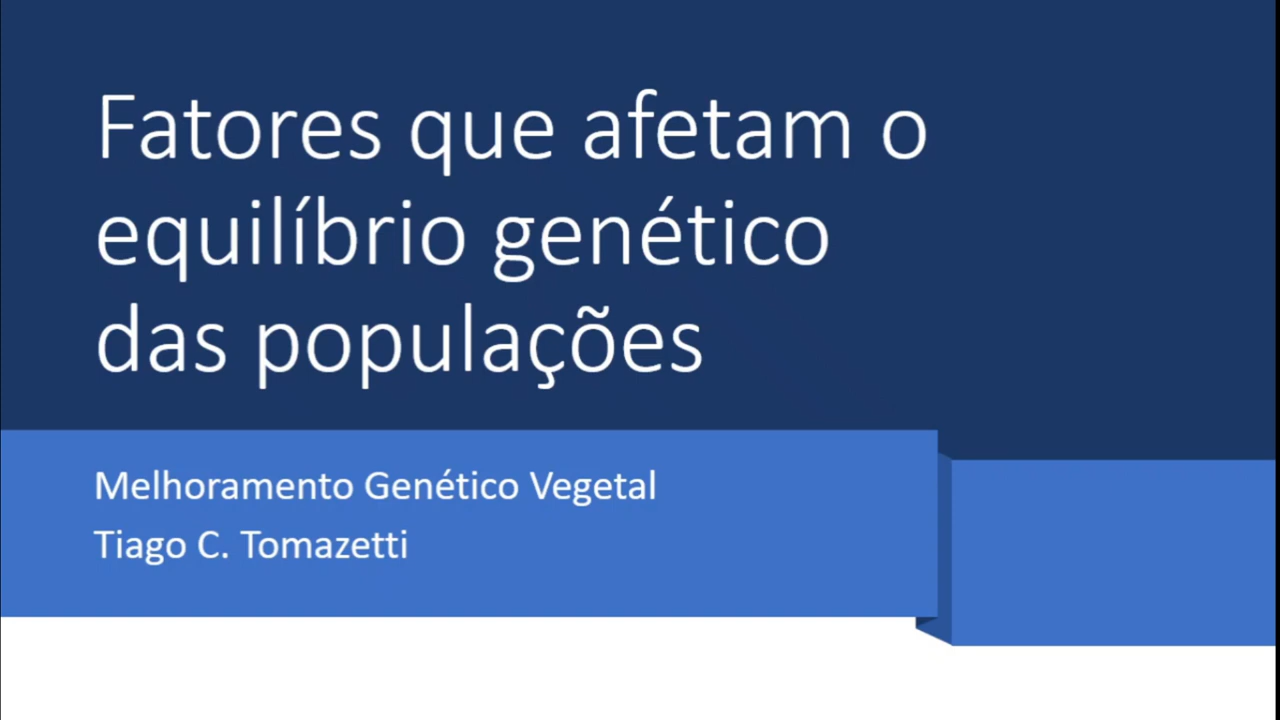 Fatores que afetam o
equilíbrio genético
das populações
Melhoramento Genético Vegetal
Tiago C. Tomazetti